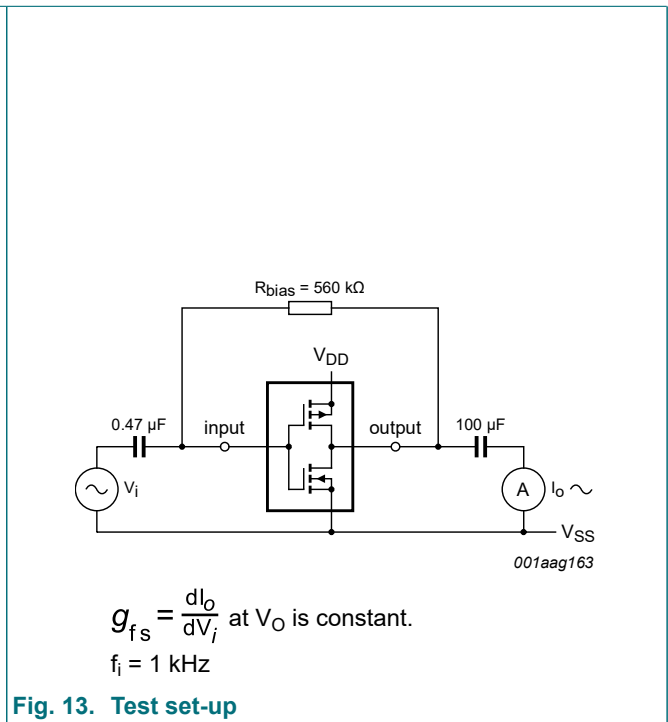 Rbias = 560 kΩ
VDD
0.47 µF
input
output
100 µF
Vi
A
Io
VSS
001aag163
gfs = dIo/dVi at VO is constant.
fi = 1 kHz
Fig. 13. Test set-up